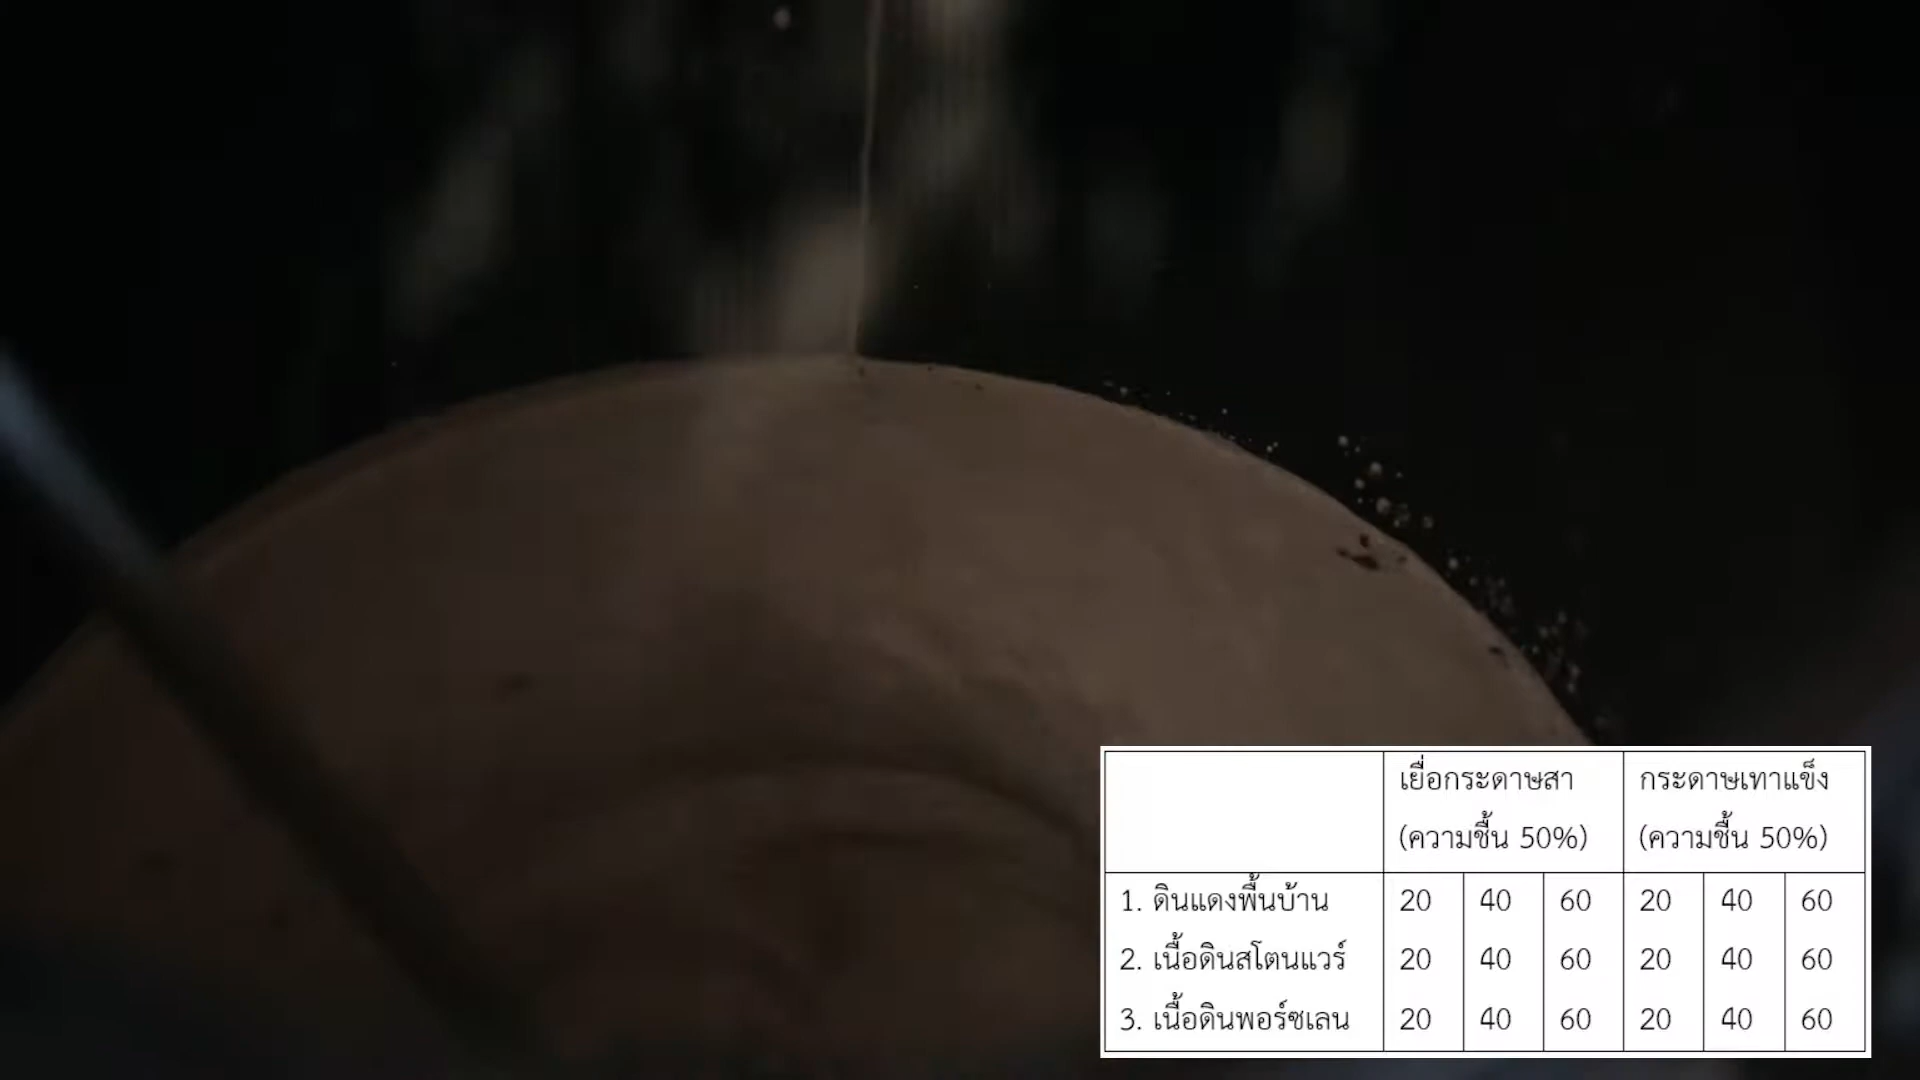 เยื่อกระดาษสา กระดาษเทาแข็ง
(ความชื้น 50%) (ความชื้น 50%)
1. ดินแดงพื้นบ้าน 20 40 60 20 40 60
2. เนื้อดินสโตนแวร์ 20 40 60 20 40 60
3. เนื้อดินพอร์ซเลน 20 40 60 20 40 60